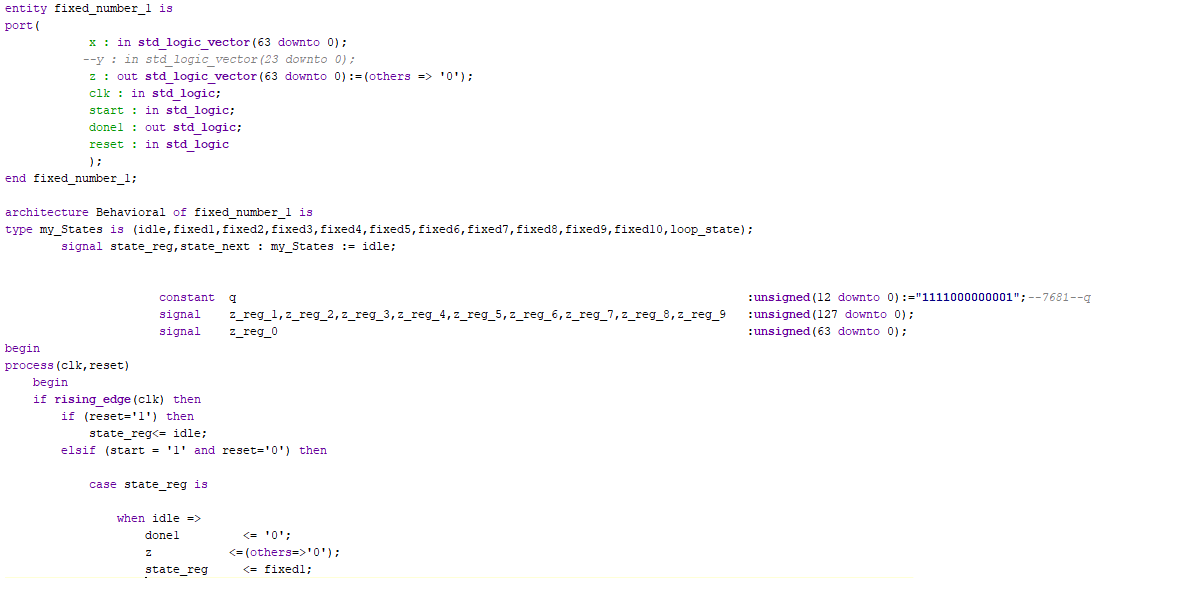 entity fixed_number_1 is
port(
x : in std_logic_vector(63 downto 0);
--y : in std_logic_vector(23 downto 0);
z : out std_logic_vector(63 downto 0):=(others => '0');
clk : in std_logic;
start : in std_logic;
done1 : out std_logic;
reset : in std_logic
);
end fixed_number_1;
architecture Behavioral of fixed_number_1 is
type my_States is (idle,fixed1,fixed2,fixed3,fixed4,fixed5,fixed6,fixed7,fixed8,fixed9,fixed10,loop_state);
signal state_reg,state_next : my_States := idle;
constant q :unsigned(12 downto 0):="1111000000001";--7681--q
signal z_reg_1,z_reg_2,z_reg_3,z_reg_4,z_reg_5,z_reg_6,z_reg_7,z_reg_8,z_reg_9 :unsigned(127 downto 0);
signal z_reg_0 :unsigned(63 downto 0);
begin
process(clk,reset)
begin
if rising_edge(clk) then
if (reset='1') then
state_reg<= idle;
elsif (start = '1' and reset='0') then
case state_reg is
when idle =>
done1 <= '0';
z <=(others=>'0');
state_reg <= fixed1;